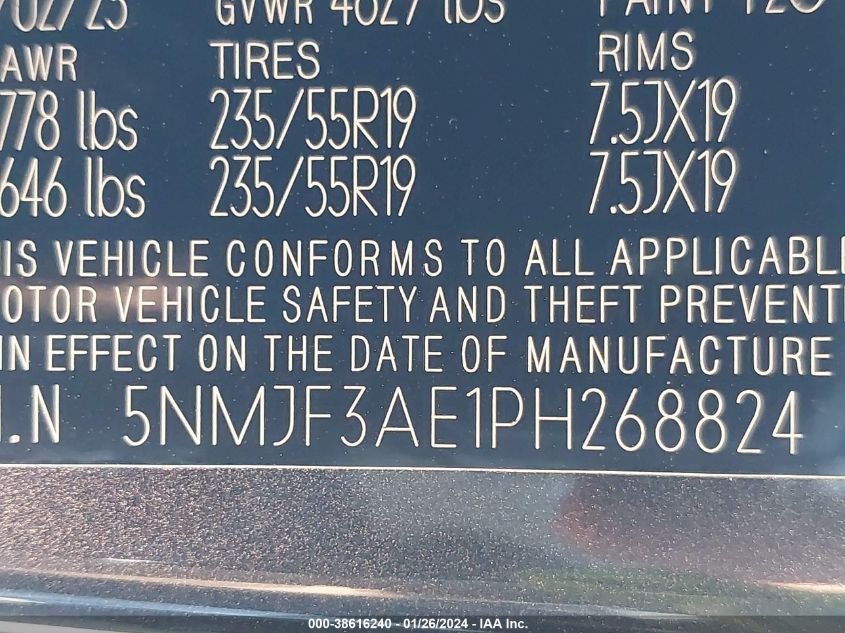 /02/23 GVWR 4627 lbs PAINT
AWR TIRES RIMS
778 lbs 235/55R19 7.5JX19
646 lbs 235/55R19 7.5JX19
IS VEHICLE CONFORMS TO ALL APPLICABLE
OTOR VEHICLE SAFETY AND THEFT PREVENTI
IN EFFECT ON THE DATE OF MANUFACTURE
I.N 5NMJF3AE1PH268824
000-38616240 - 01/26/2024 - IAA Inc.